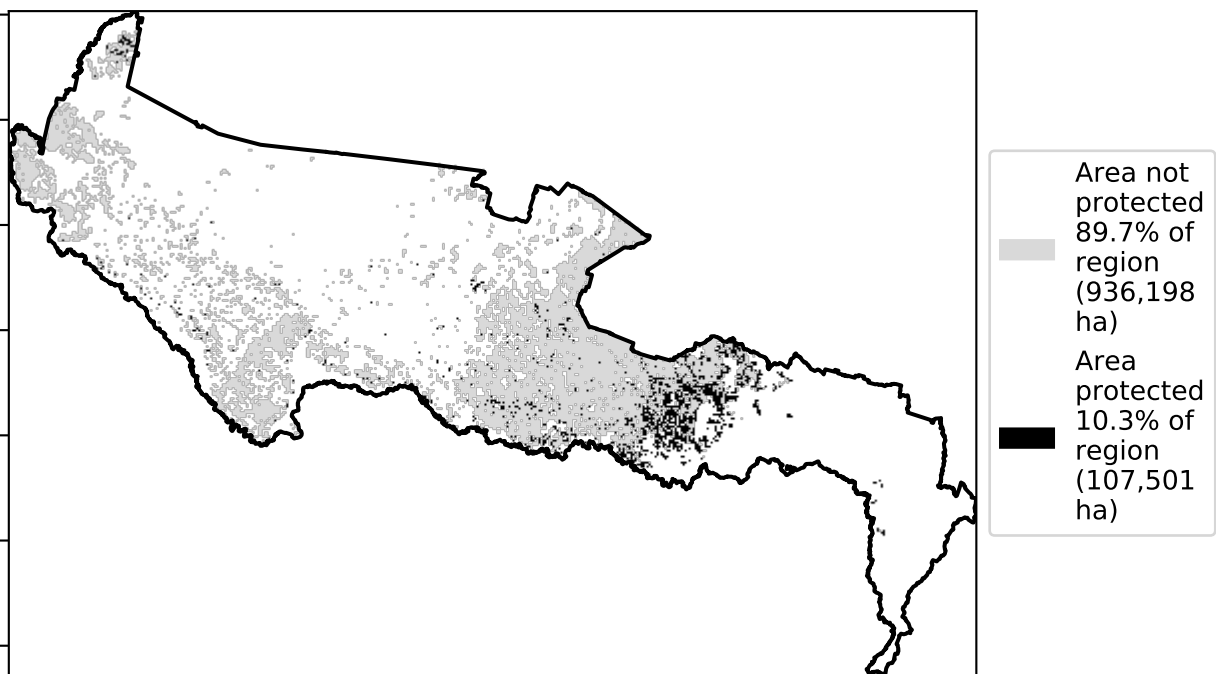 Area not
protected
89.7% of
region
(936,198
ha)
Area
protected
10.3% of
region
(107,501
ha)